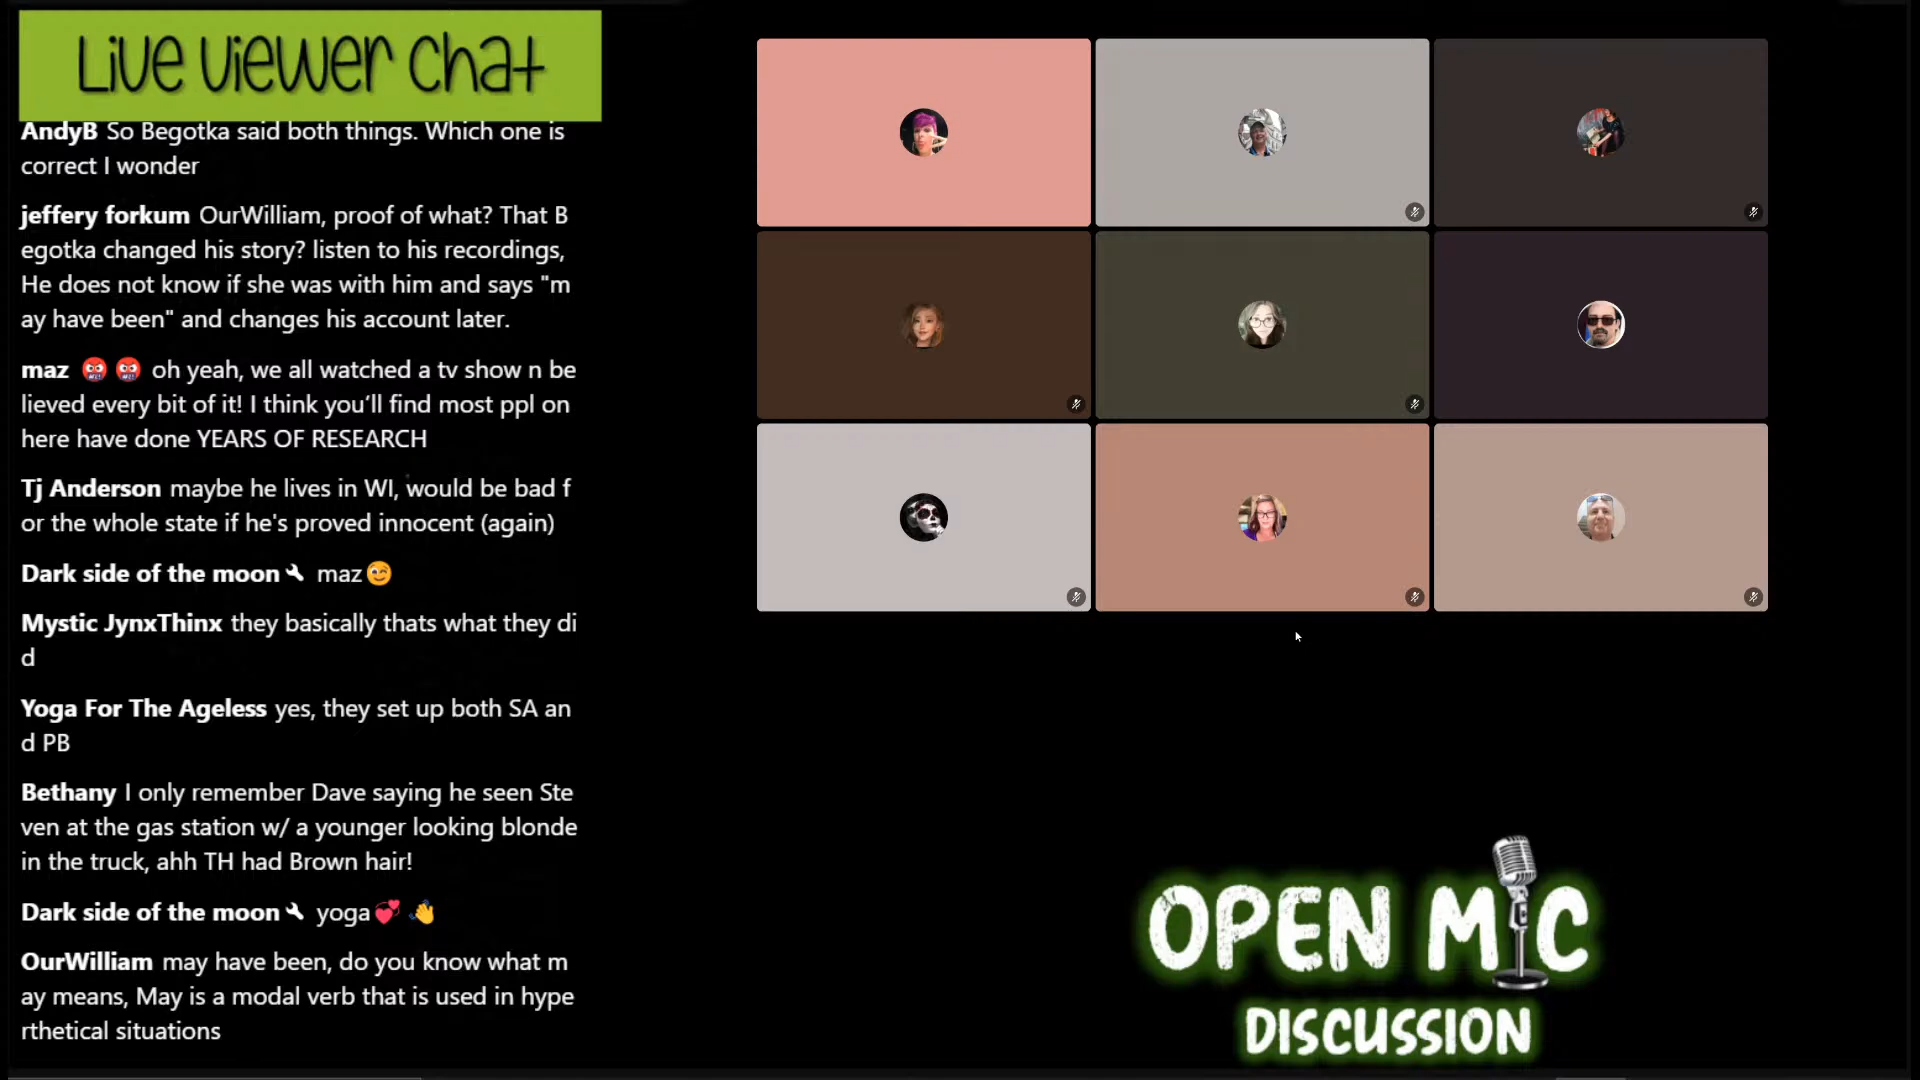 Live Viewer Chat
AndyB So Begotka said both things. Which one is
correct I wonder
jeffery forkum OurWilliam, proof of what? That B
egotka changed his story? listen to his recordings,
He does not know if she was with him and says "m
ay have been" and changes his account later.
maz 🤬 🤬 oh yeah, we all watched a tv show n be
lieved every bit of it! I think you’ll find most ppl on
here have done YEARS OF RESEARCH
Tj Anderson maybe he lives in WI, would be bad f
or the whole state if he's proved innocent (again)
Dark side of the moon maz😉
Mystic JynxThinx they basically thats what they di
d
Yoga For The Ageless yes, they set up both SA an
d PB
Bethany I only remember Dave saying he seen Ste
ven at the gas station w/ a younger looking blonde
in the truck, ahh TH had Brown hair!
Dark side of the moon yoga💞 👋
OurWilliam may have been, do you know what m
ay means, May is a modal verb that is used in hype
rthetical situations
OPEN MIC
DISCUSSION